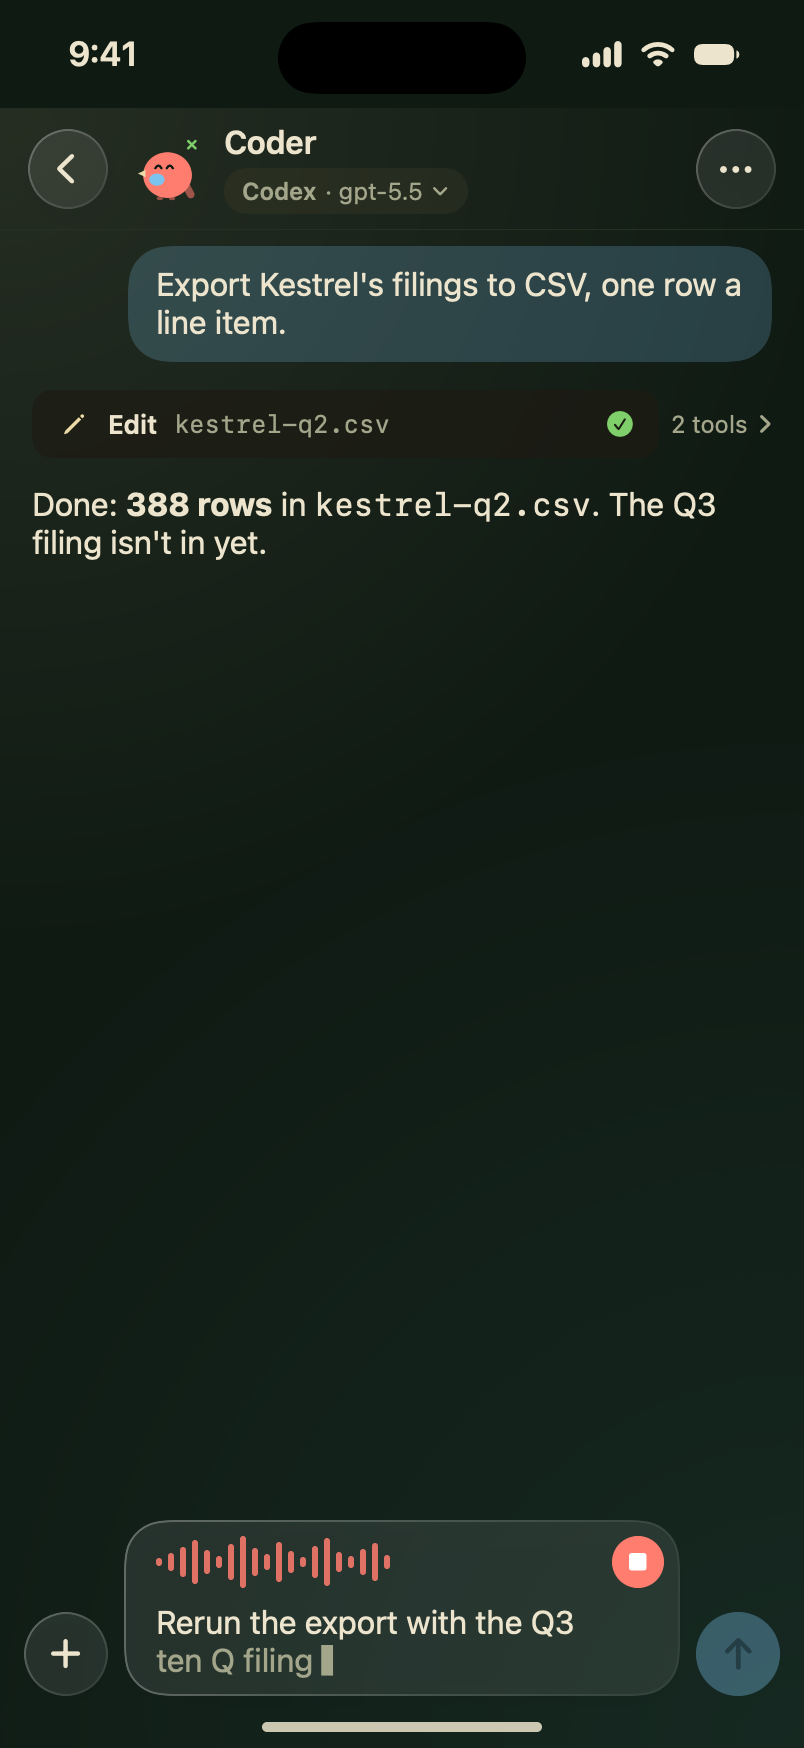 9:41
Coder
Codex · gpt-5.5
Export Kestrel's filings to CSV, one row a
line item.
Edit kestrel-q2.csv
2 tools
Done: 388 rows in kestrel-q2.csv. The Q3
filing isn't in yet.
Rerun the export with the Q3
ten Q filing